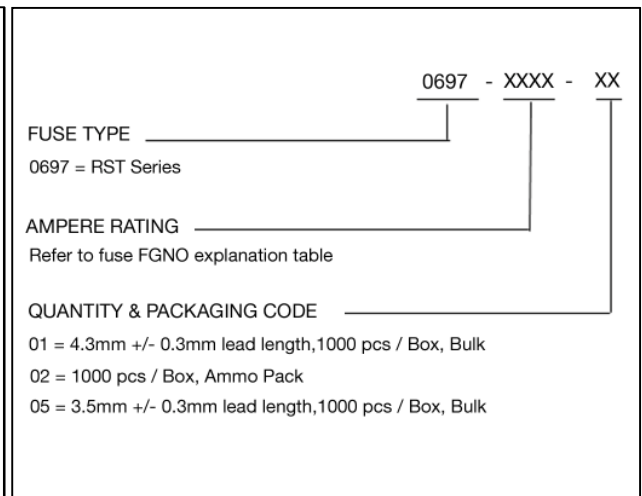 0697 - XXXX - XX
FUSE TYPE
0697 = RST Series
AMPERE RATING
Refer to fuse FGNO explanation table
QUANTITY & PACKAGING CODE
01 = 4.3mm +/- 0.3mm lead length,1000 pcs / Box, Bulk
02 = 1000 pcs / Box, Ammo Pack
05 = 3.5mm +/- 0.3mm lead length,1000 pcs / Box, Bulk